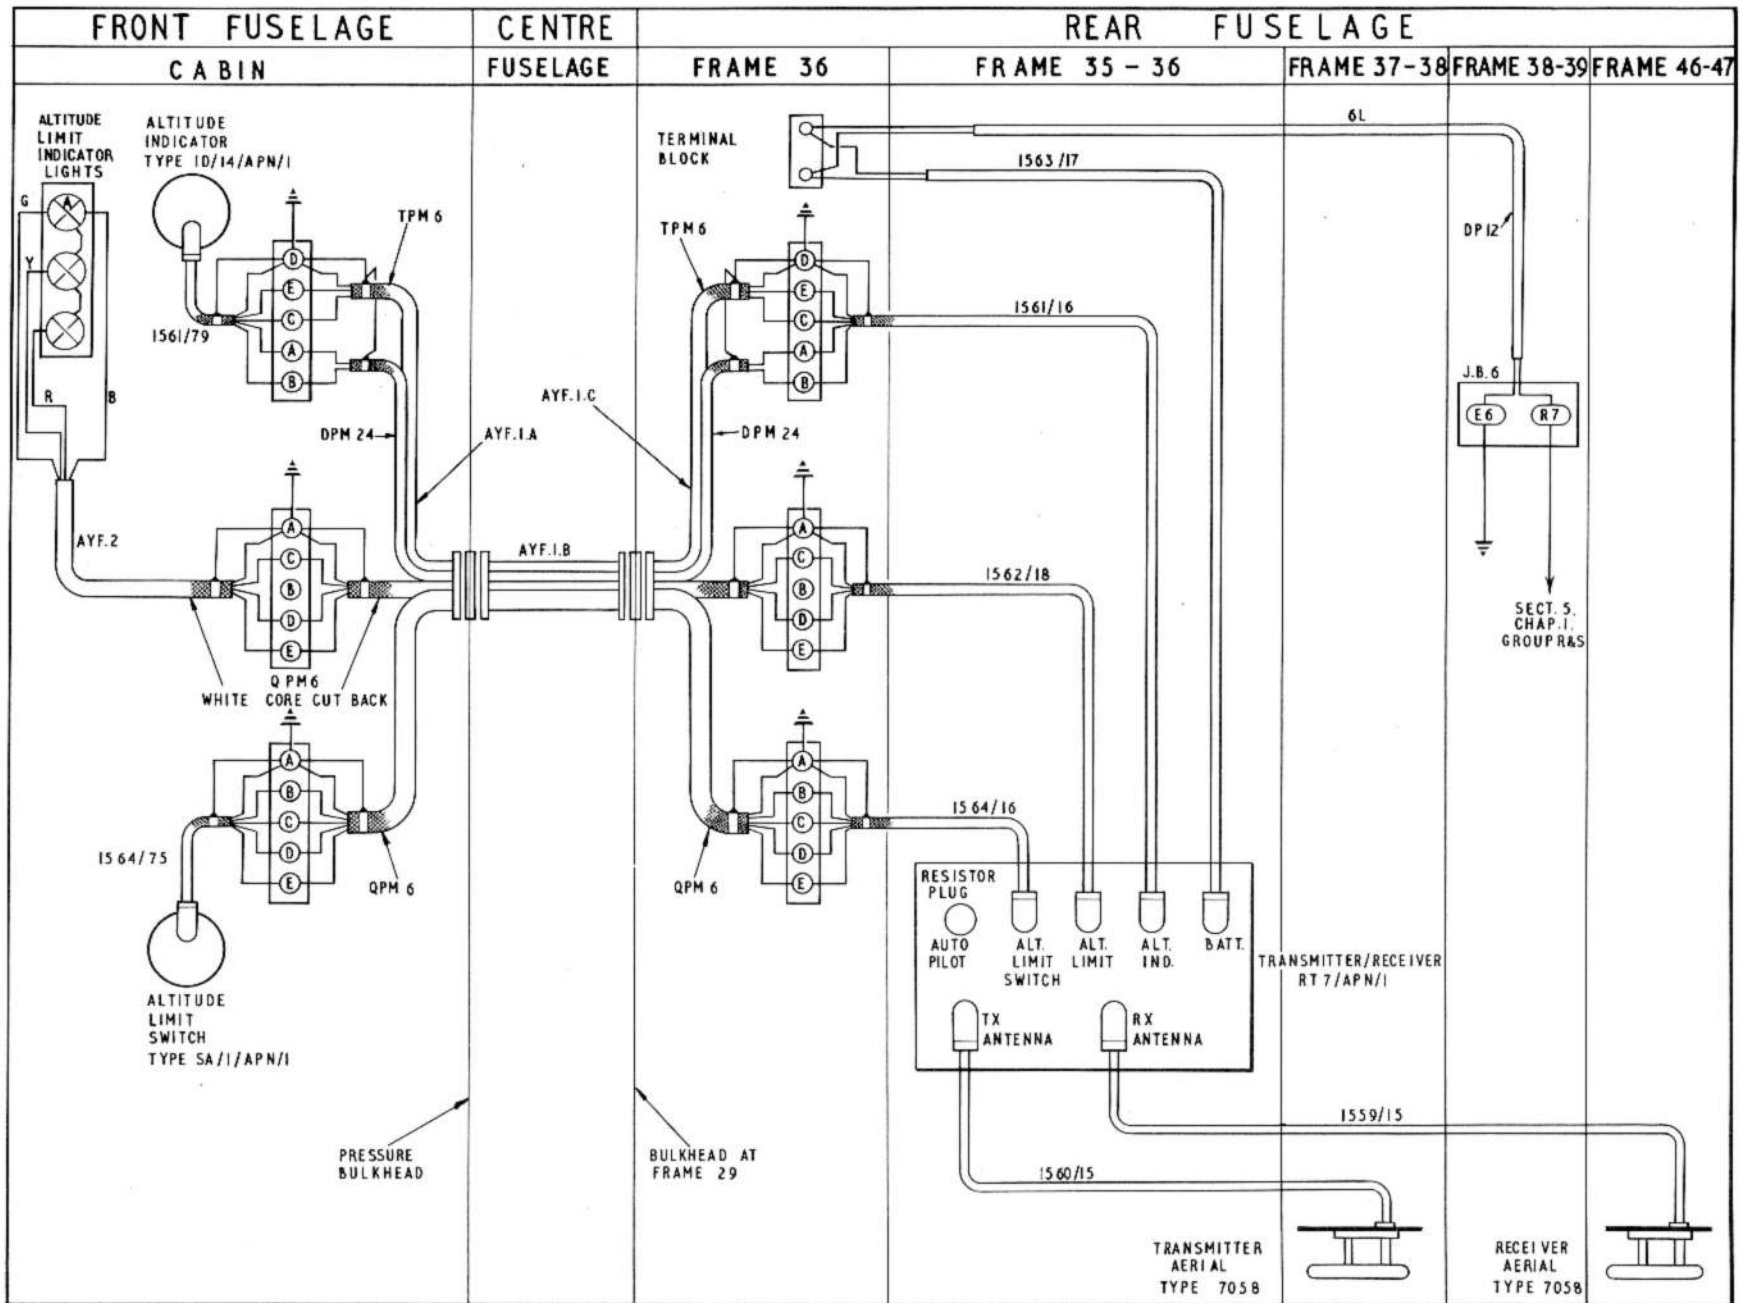 FRONT FUSELAGE
CENTRE
REAR FUSELAGE
CABIN
FUSELAGE
FRAME 36
FRAME 35 - 36
FRAME 37-38
FRAME 38-39
FRAME 46-47
ALTITUDE
LIMIT
INDICATOR
LIGHTS
ALTITUDE
INDICATOR
TYPE ID/14/APN/1
G
A
Y
R
B
1561/79
D
E
C
A
B
TPM 6
DPM 24
AYF.1.A
AYF.2
A
C
B
D
E
QPM6
WHITE CORE CUT BACK
A
B
C
D
E
1564/75
QPM 6
ALTITUDE
LIMIT
SWITCH
TYPE SA/1/APN/1
AYF.1.B
PRESSURE
BULKHEAD
AYF.1.C
TERMINAL
BLOCK
TPM 6
D
E
C
A
B
DPM 24
A
C
B
D
E
QPM 6
A
B
C
D
E
BULKHEAD AT
FRAME 29
6L
1563/17
1561/16
1562/18
1564/16
DP12
J.B.6
E6
R7
SECT. 5.
CHAP. 1.
GROUP R&S
RESISTOR
PLUG
AUTO
PILOT
ALT.
LIMIT
SWITCH
ALT.
LIMIT
ALT.
IND.
BATT.
TRANSMITTER/RECEIVER
RT 7/APN/1
TX
ANTENNA
RX
ANTENNA
1559/15
1560/15
TRANSMITTER
AERIAL
TYPE 7058
RECEIVER
AERIAL
TYPE 7058